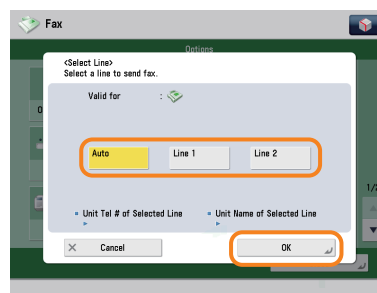 Fax
Options
<Select Line>
Select a line to send fax.
Valid for :
Auto
Line 1
Line 2
Unit Tel # of Selected Line
Unit Name of Selected Line
Cancel
OK